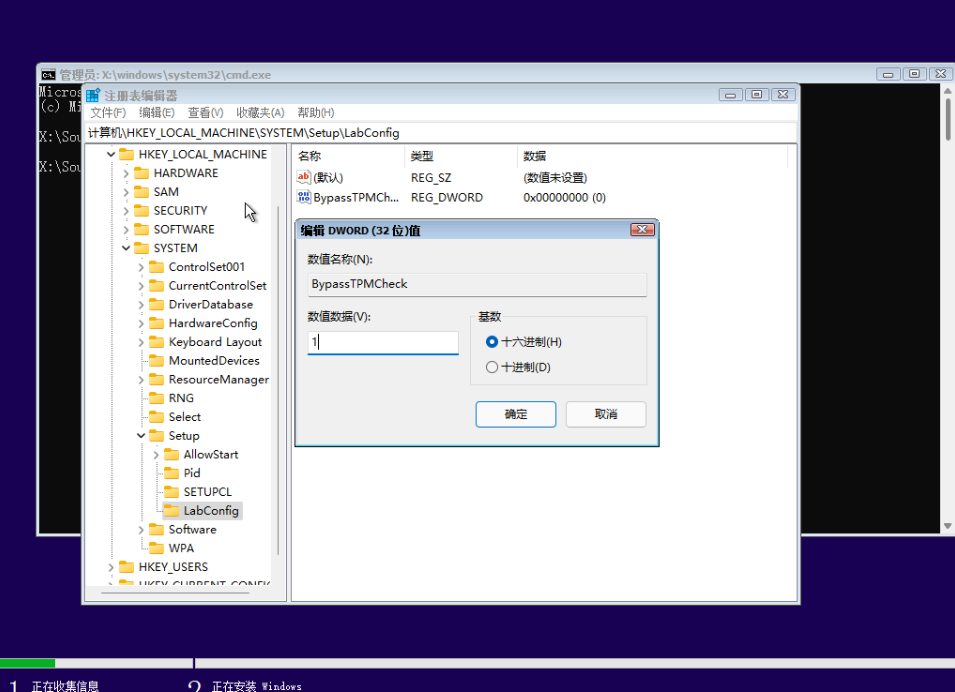 管理员: X:\windows\system32\cmd.exe
Micros
(c) Mi
X:\Sou
X:\Sou
注册表编辑器
文件(F) 编辑(E) 查看(V) 收藏夹(A) 帮助(H)
计算机\HKEY_LOCAL_MACHINE\SYSTEM\Setup\LabConfig
HKEY_LOCAL_MACHINE
HARDWARE
SAM
SECURITY
SOFTWARE
SYSTEM
ControlSet001
CurrentControlSet
DriverDatabase
HardwareConfig
Keyboard Layout
MountedDevices
ResourceManager
RNG
Select
Setup
AllowStart
Pid
SETUPCL
LabConfig
Software
WPA
HKEY_USERS
HKEY_CURRENT_CONFIG
名称 类型 数据
(默认) REG_SZ (数值未设置)
BypassTPMCh... REG_DWORD 0x00000000 (0)
编辑 DWORD (32 位)值
数值名称(N):
BypassTPMCheck
数值数据(V):
1
基数
十六进制(H)
十进制(D)
确定 取消
1 正在收集信息 2 正在安装 Windows